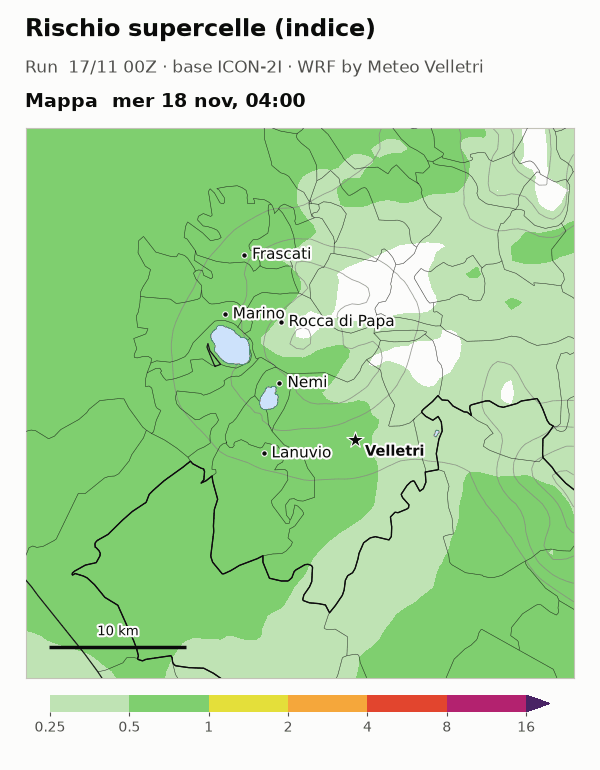 Rischio supercelle (indice)
Run  17/11 00Z · base ICON-2I · WRF by Meteo Velletri
Mappa  mer 18 nov, 04:00
Frascati
Marino
Rocca di Papa
Nemi
Velletri
Lanuvio
10 km
0.25 0.5 1 2 4 8 16